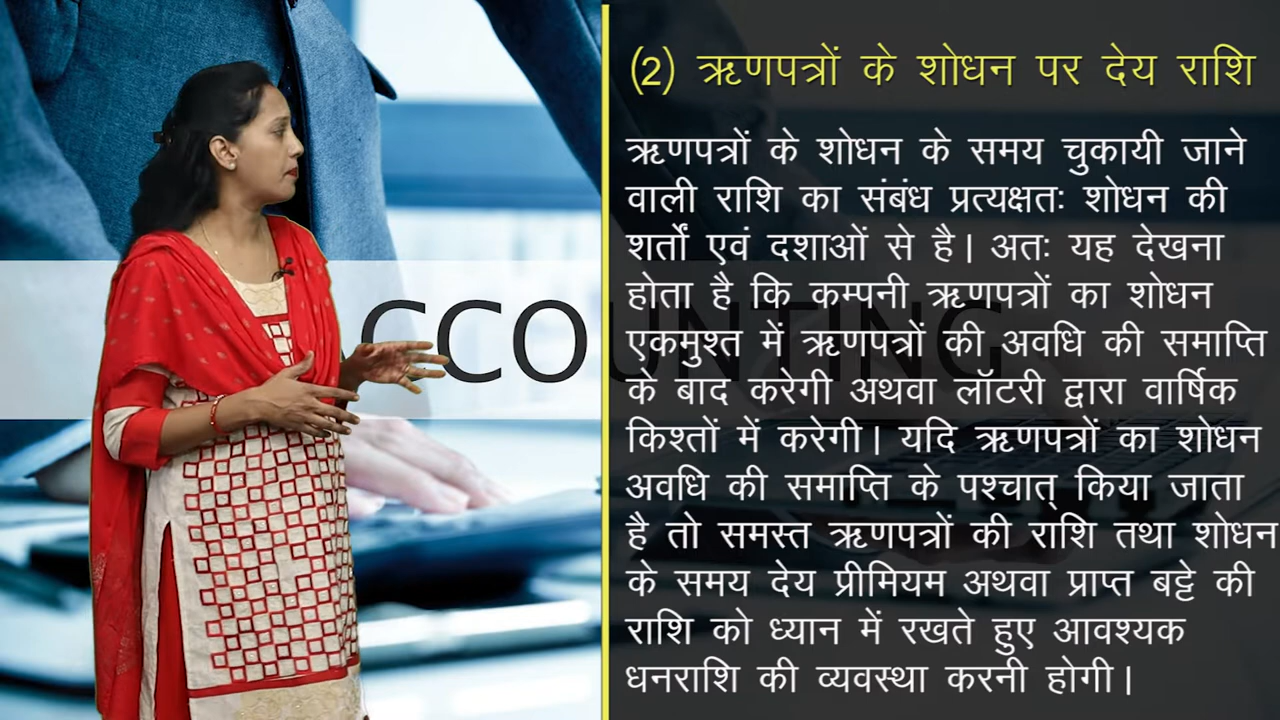 (2) ऋणपत्रों के शोधन पर देय राशि
ऋणपत्रों के शोधन के समय चुकायी जाने
वाली राशि का संबंध प्रत्यक्षतः शोधन की
शर्तों एवं दशाओं से है। अतः यह देखना
होता है कि कम्पनी ऋणपत्रों का शोधन
एकमुश्त में ऋणपत्रों की अवधि की समाप्ति
के बाद करेगी अथवा लॉटरी द्वारा वार्षिक
किश्तों में करेगी। यदि ऋणपत्रों का शोधन
अवधि की समाप्ति के पश्चात् किया जाता
है तो समस्त ऋणपत्रों की राशि तथा शोधन
के समय देय प्रीमियम अथवा प्राप्त बट्टे की
राशि को ध्यान में रखते हुए आवश्यक
धनराशि की व्यवस्था करनी होगी।
CCOUNTING